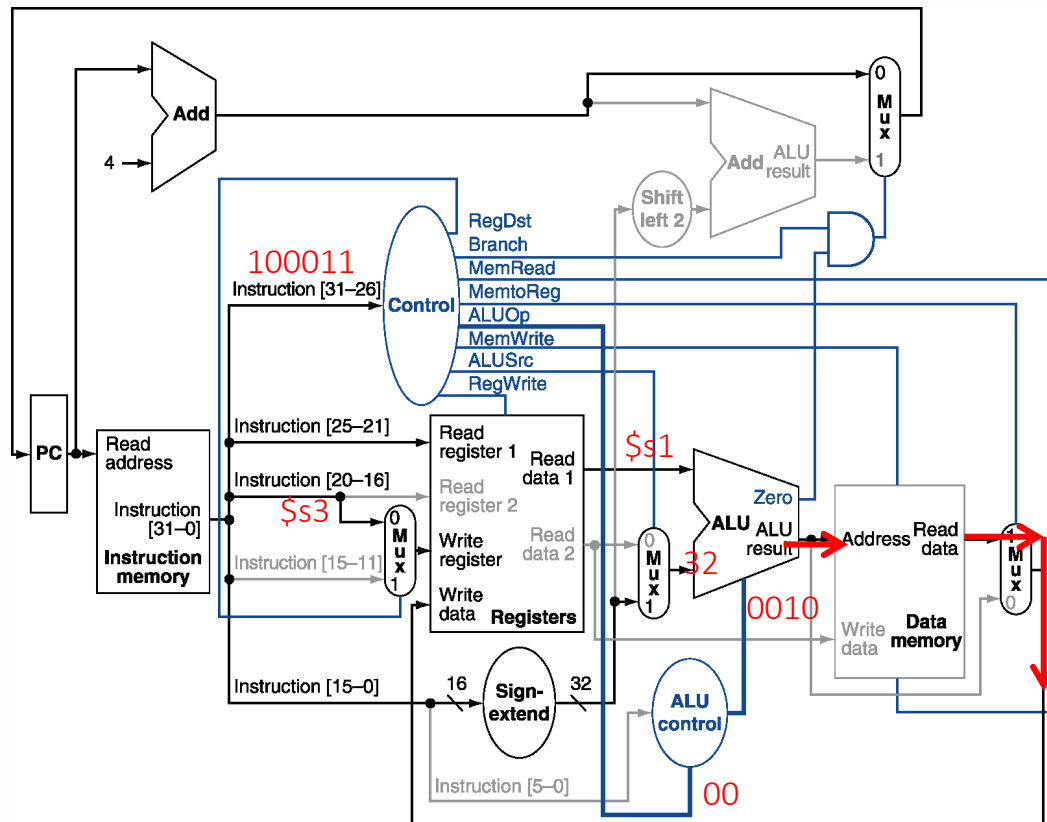 0
M
u
x
1
Add
4
Add ALU
result
Shift
left 2
RegDst
Branch
MemRead
MemtoReg
ALUOp
MemWrite
ALUSrc
RegWrite
100011
Instruction [31–26]
Control
PC
Read
address
Instruction
[31–0]
Instruction
memory
Instruction [25–21]
Instruction [20–16]
$s3
Instruction [15–11]
0
M
u
x
1
Read
register 1
Read
data 1
Read
register 2
Write
register
Read
data 2
Write
data
Registers
$s1
0
M
u
x
1
32
Zero
ALU
ALU
result
0010
Address
Read
data
Write
data
Data
memory
1
M
u
x
0
Instruction [15–0]
16
Sign-
extend
32
ALU
control
Instruction [5–0]
00